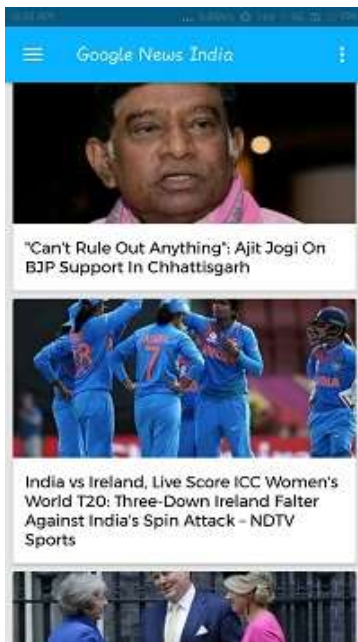 Google News India
"Can't Rule Out Anything": Ajit Jogi On
BJP Support In Chhattisgarh
7
India vs Ireland, Live Score ICC Women's
World T20: Three-Down Ireland Falter
Against India's Spin Attack – NDTV
Sports